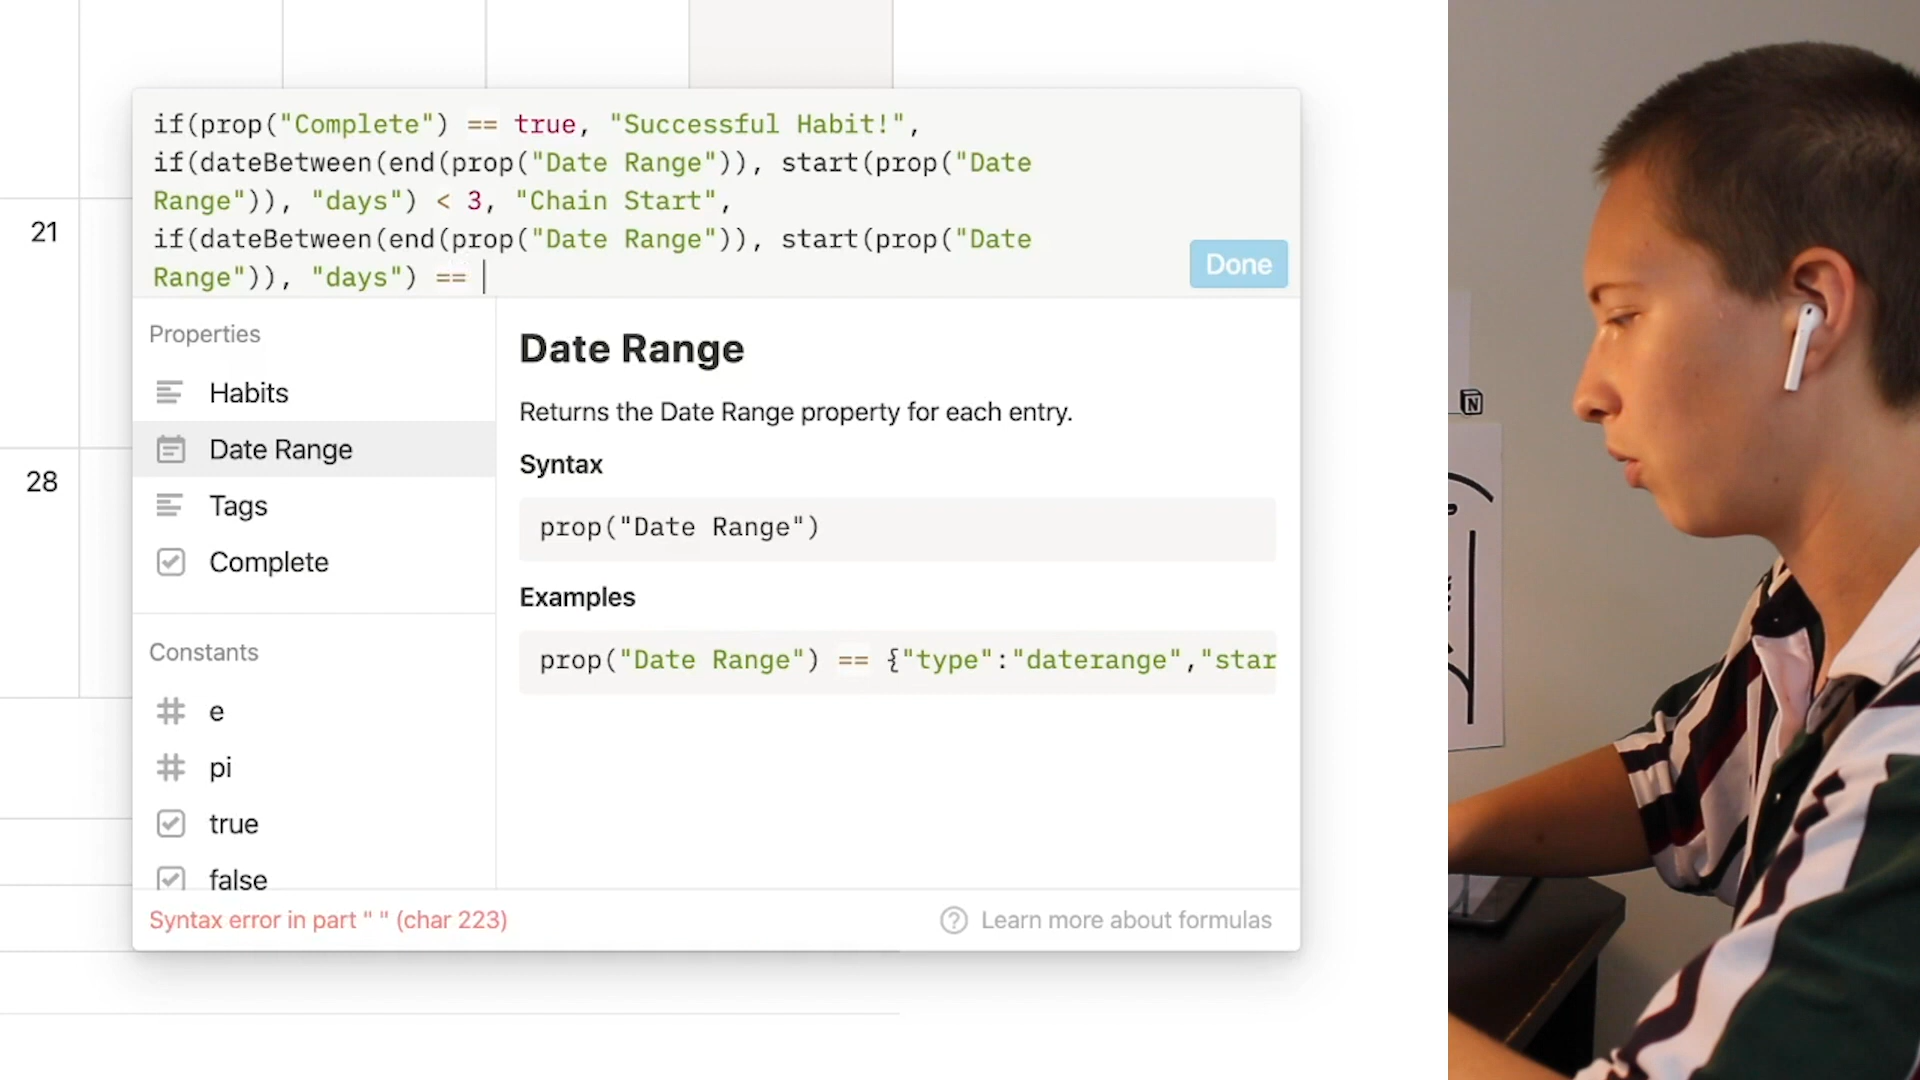 if(prop("Complete") == true, "Successful Habit!",
if(dateBetween(end(prop("Date Range")), start(prop("Date
Range")), "days") < 3, "Chain Start",
if(dateBetween(end(prop("Date Range")), start(prop("Date
Range")), "days") ==
Done
21
28
Properties
Habits
Date Range
Tags
Complete
Constants
e
pi
true
false
Date Range
Returns the Date Range property for each entry.
Syntax
prop("Date Range")
Examples
prop("Date Range") == {"type":"daterange","star
Syntax error in part " " (char 223)
Learn more about formulas
N